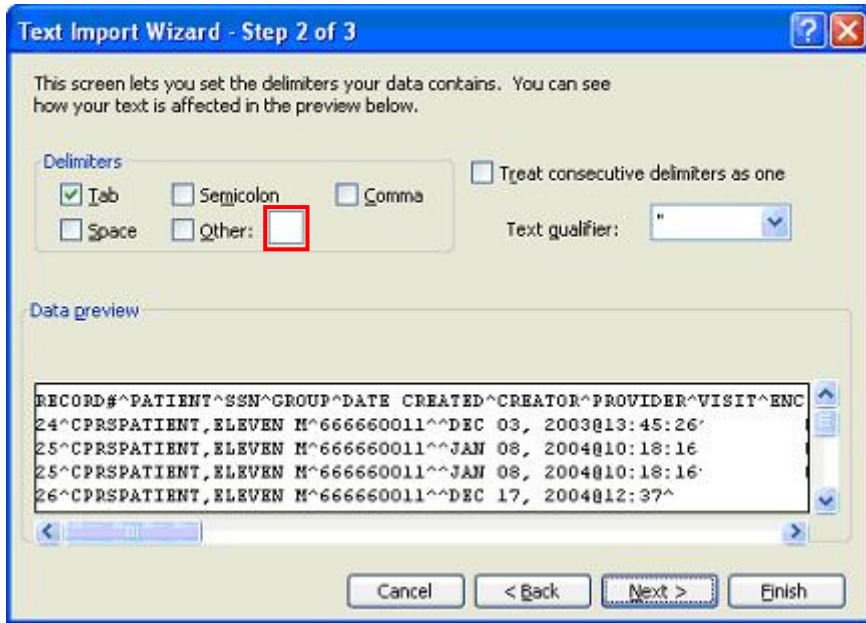 Text Import Wizard - Step 2 of 3
This screen lets you set the delimiters your data contains. You can see
how your text is affected in the preview below.
Delimiters
Tab Semicolon Comma
Space Other:
Treat consecutive delimiters as one
Text qualifier: "
Data preview
RECORD#^PATIENT^SSN^GROUP^DATE CREATED^CREATOR^PROVIDER^VISIT^ENC
24^CPRSPATIENT,ELEVEN M^666660011^^DEC 03, 2003@13:45:26^
25^CPRSPATIENT,ELEVEN M^666660011^^JAN 08, 2004@10:18:16
25^CPRSPATIENT,ELEVEN M^666660011^^JAN 08, 2004@10:18:16
26^CPRSPATIENT,ELEVEN M^666660011^^DEC 17, 2004@12:37^
Cancel < Back Next > Finish